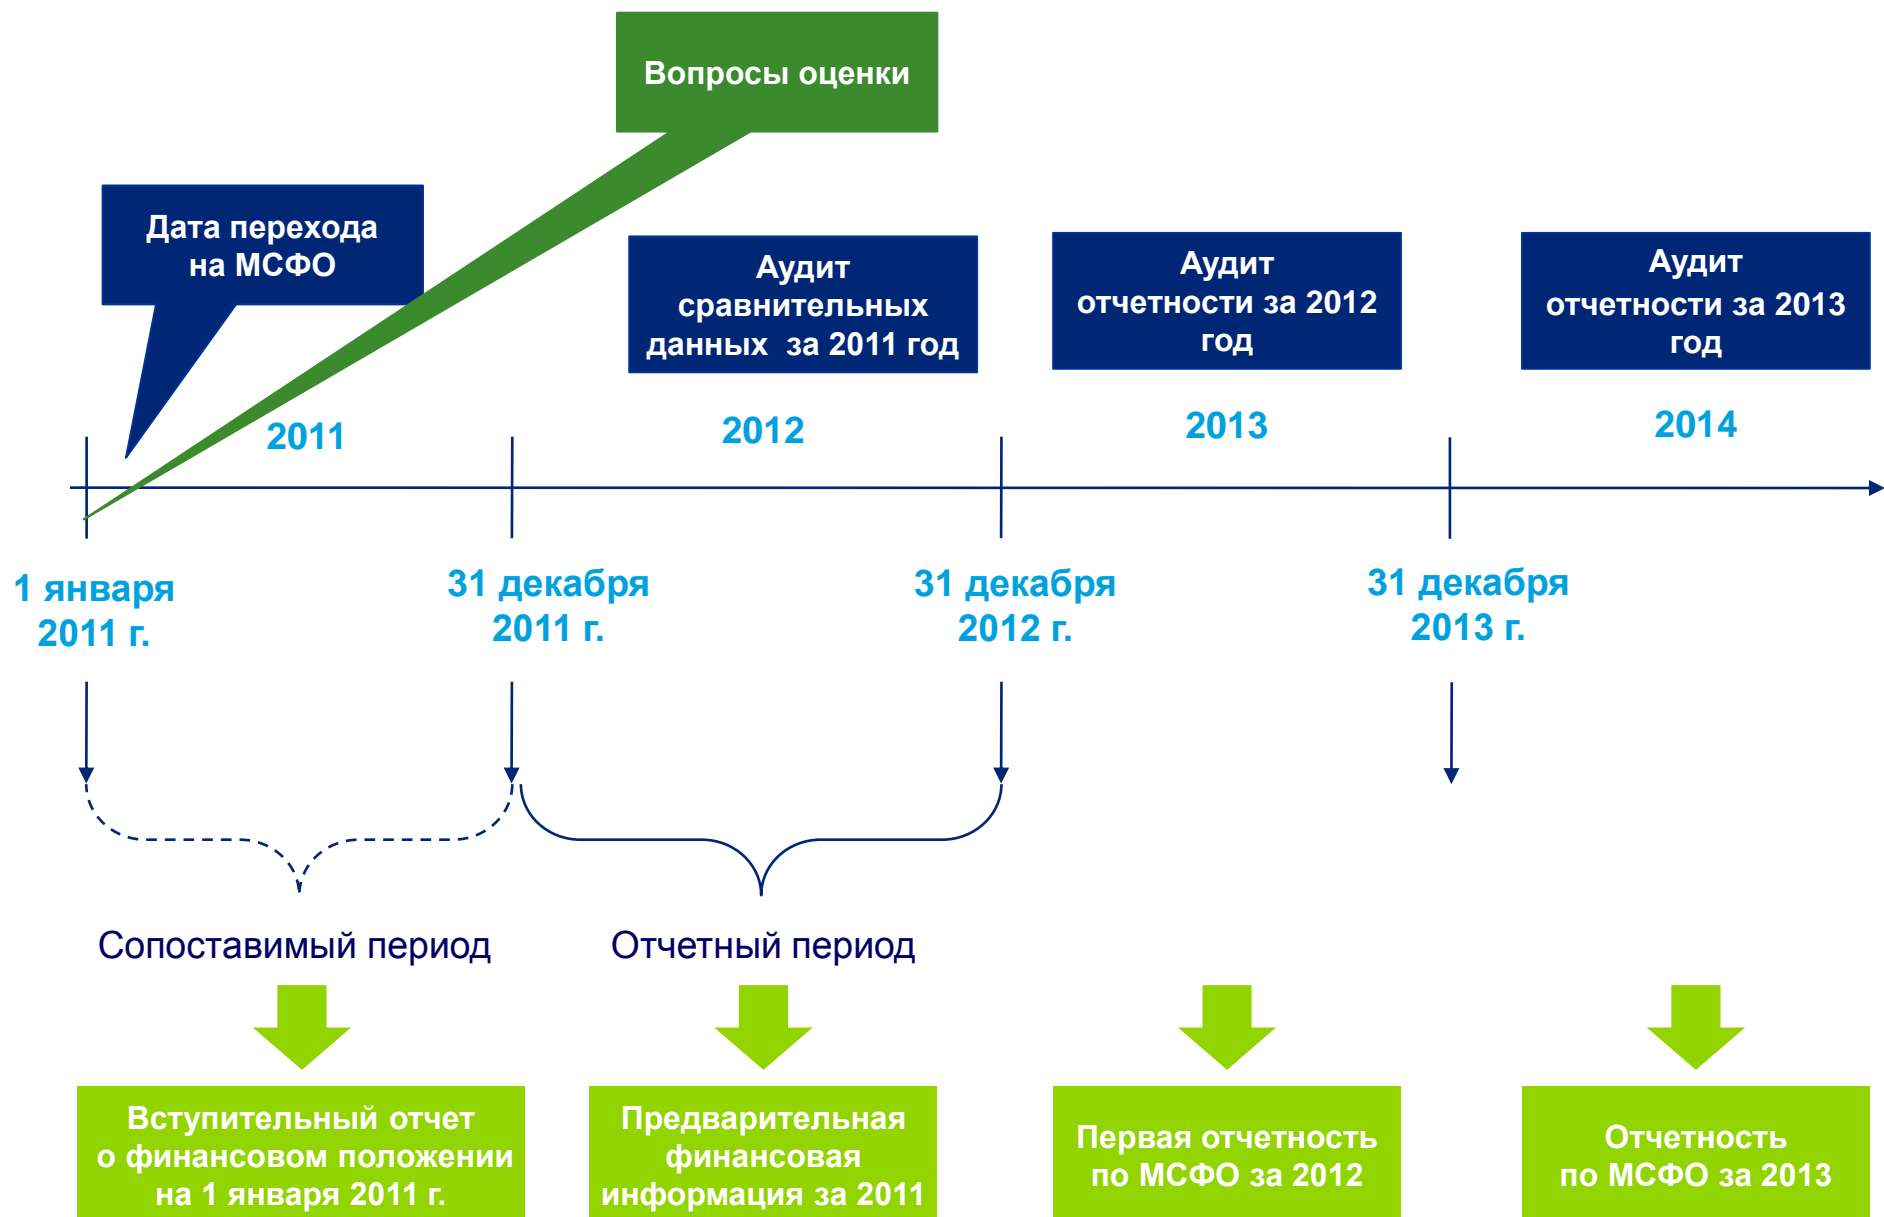 Вопросы оценки
Дата перехода
на МСФО
Аудит
сравнительных
данных за 2011 год
Аудит
отчетности за 2012
год
Аудит
отчетности за 2013
год
2011
2012
2013
2014
1 января
2011 г.
31 декабря
2011 г.
31 декабря
2012 г.
31 декабря
2013 г.
Сопоставимый период
Отчетный период
Вступительный отчет
о финансовом положении
на 1 января 2011 г.
Предварительная
финансовая
информация за 2011
Первая отчетность
по МСФО за 2012
Отчетность
по МСФО за 2013